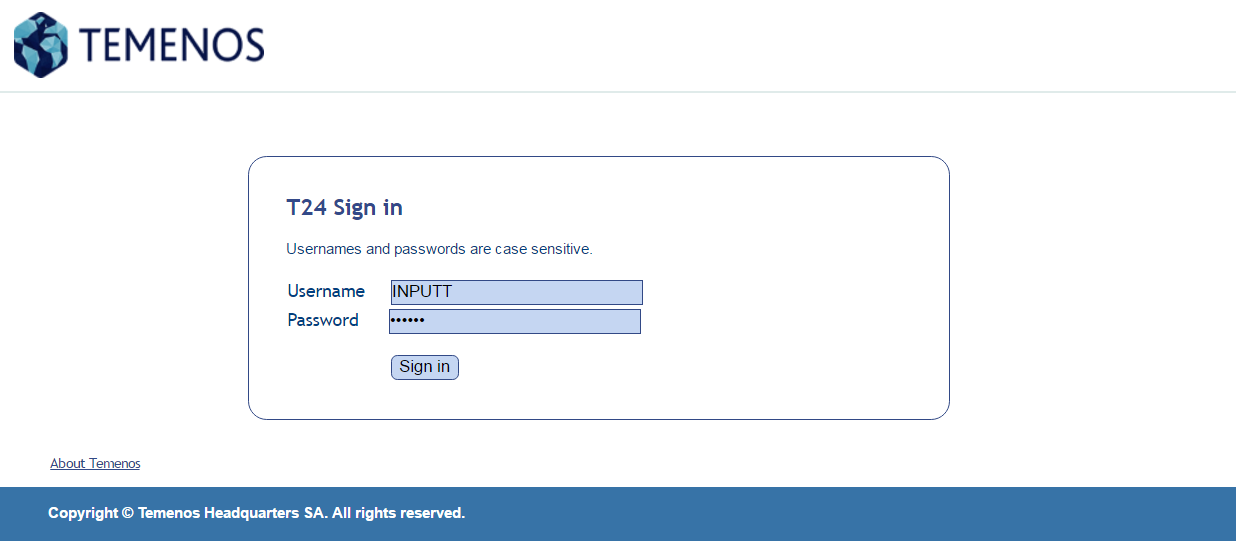 TEMENOS
T24 Sign in
Usernames and passwords are case sensitive.
Username INPUTT
Password ••••••
Sign in
About Temenos
Copyright © Temenos Headquarters SA. All rights reserved.